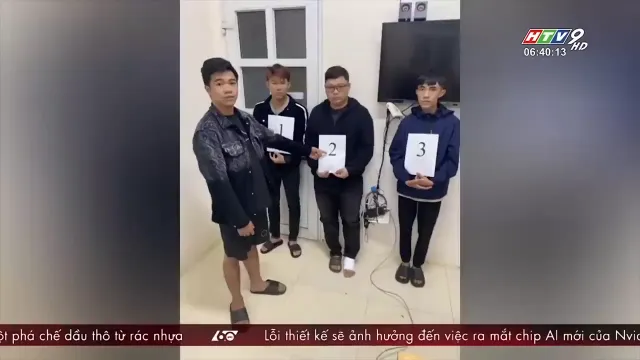 HTV9
HD
06:40:13
1
2
3
ột phá chế dầu thô từ rác nhựa
60
Lỗi thiết kế sẽ ảnh hưởng đến việc ra mắt chip AI mới của Nvid